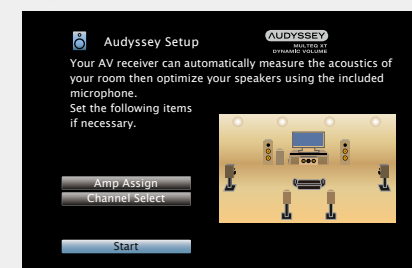 Audyssey Setup
AUDYSSEY
MULTEQ XT
DYNAMIC VOLUME
Your AV receiver can automatically measure the acoustics of
your room then optimize your speakers using the included
microphone.
Set the following items
if necessary.
Amp Assign
Channel Select
Start